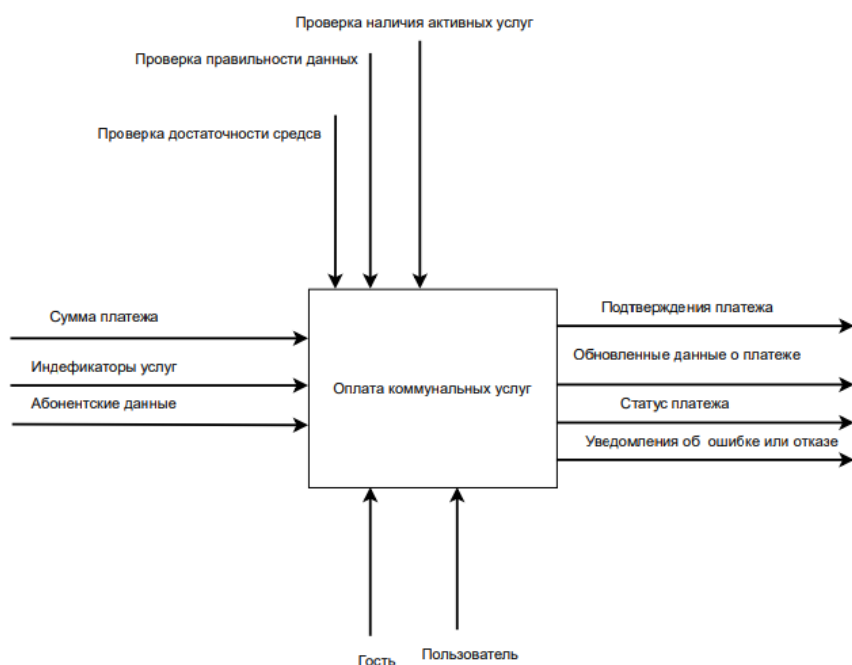 Проверка наличия активных услуг
Проверка правильности данных
Проверка достаточности средсв
Сумма платежа
Индефикаторы услуг
Абонентские данные
Оплата коммунальных услуг
Подтверждения платежа
Обновленные данные о платеже
Статус платежа
Уведомления об ошибке или отказе
Гость
Пользователь